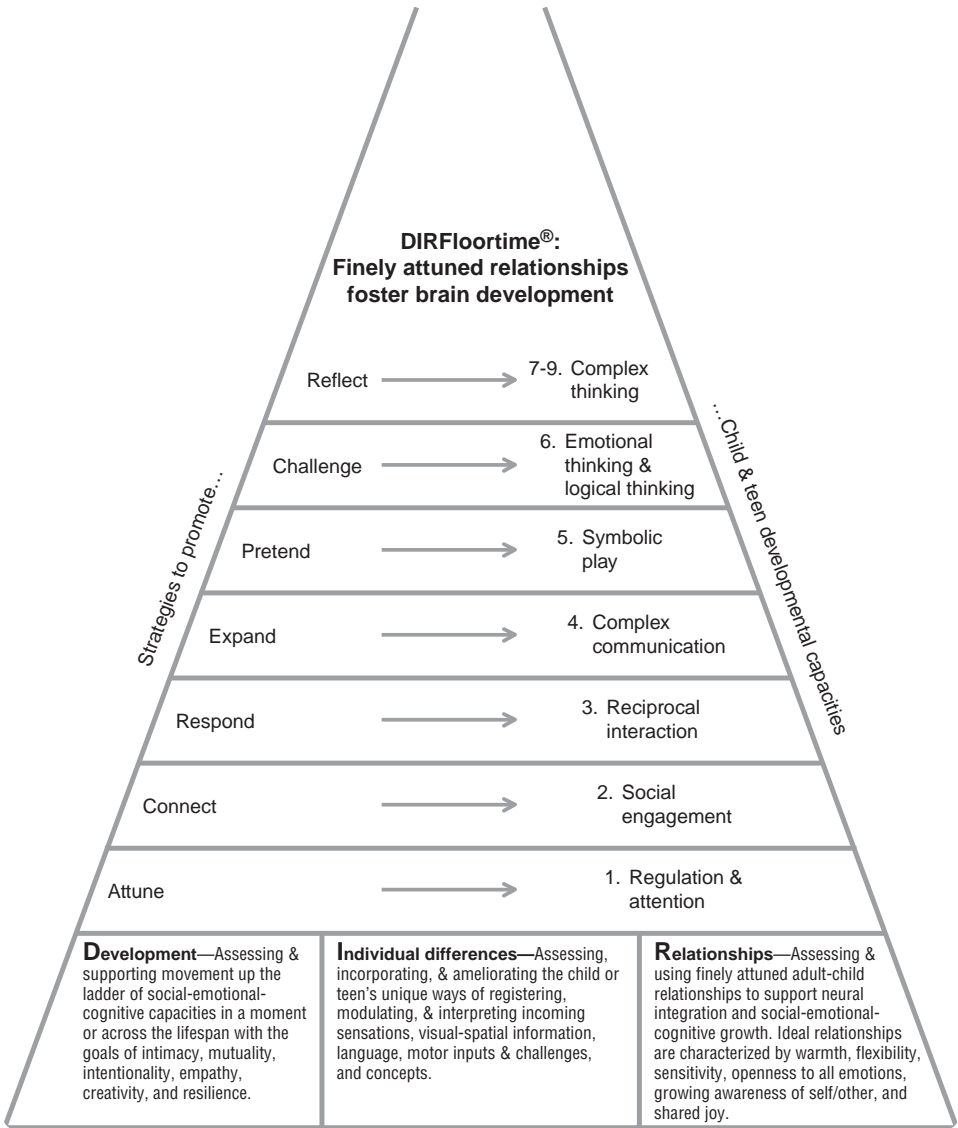 DIRFloortime®:
Finely attuned relationships
foster brain development
Reflect
7-9. Complex
thinking
Challenge
6. Emotional
thinking &
logical thinking
Pretend
5. Symbolic
play
Expand
4. Complex
communication
Respond
3. Reciprocal
interaction
Connect
2. Social
engagement
Attune
1. Regulation &
attention
Strategies to promote…
…Child & teen developmental capacities
Development—Assessing &
supporting movement up the
ladder of social-emotional-
cognitive capacities in a moment
or across the lifespan with the
goals of intimacy, mutuality,
intentionality, empathy,
creativity, and resilience.
Individual differences—Assessing,
incorporating, & ameliorating the child or
teen’s unique ways of registering,
modulating, & interpreting incoming
sensations, visual-spatial information,
language, motor inputs & challenges,
and concepts.
Relationships—Assessing &
using finely attuned adult-child
relationships to support neural
integration and social-emotional-
cognitive growth. Ideal relationships
are characterized by warmth, flexibility,
sensitivity, openness to all emotions,
growing awareness of self/other, and
shared joy.